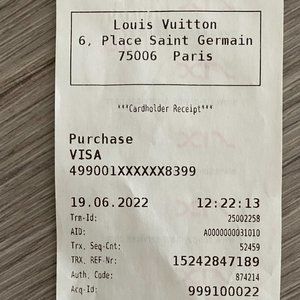 Louis Vuitton
6, Place Saint Germain
75006 Paris
***Cardholder Receipt***
Purchase
VISA
499001XXXXXX8399
19.06.2022 12:22:13
Trm-Id: 25002258
AID: A0000000031010
Trx. Seq-Cnt: 52459
TRX. REF-Nr: 15242847189
Auth. Code: 874214
Acq-Id: 999100022